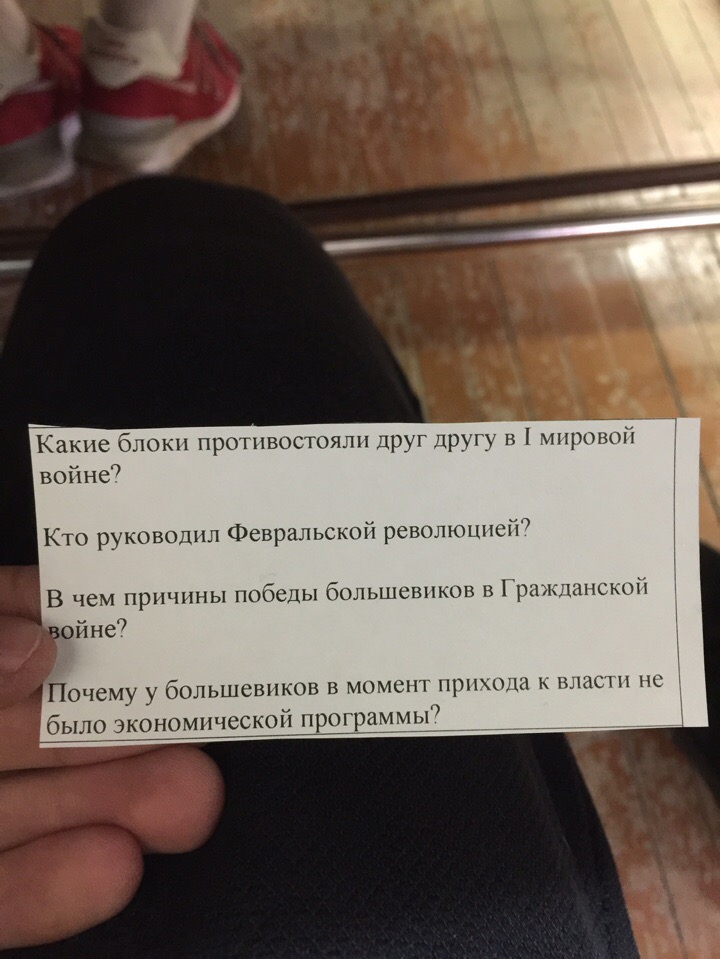 Какие блоки противостояли друг другу в I мировой
войне?
Кто руководил Февральской революцией?
В чем причины победы большевиков в Гражданской
войне?
Почему у большевиков в момент прихода к власти не
было экономической программы?